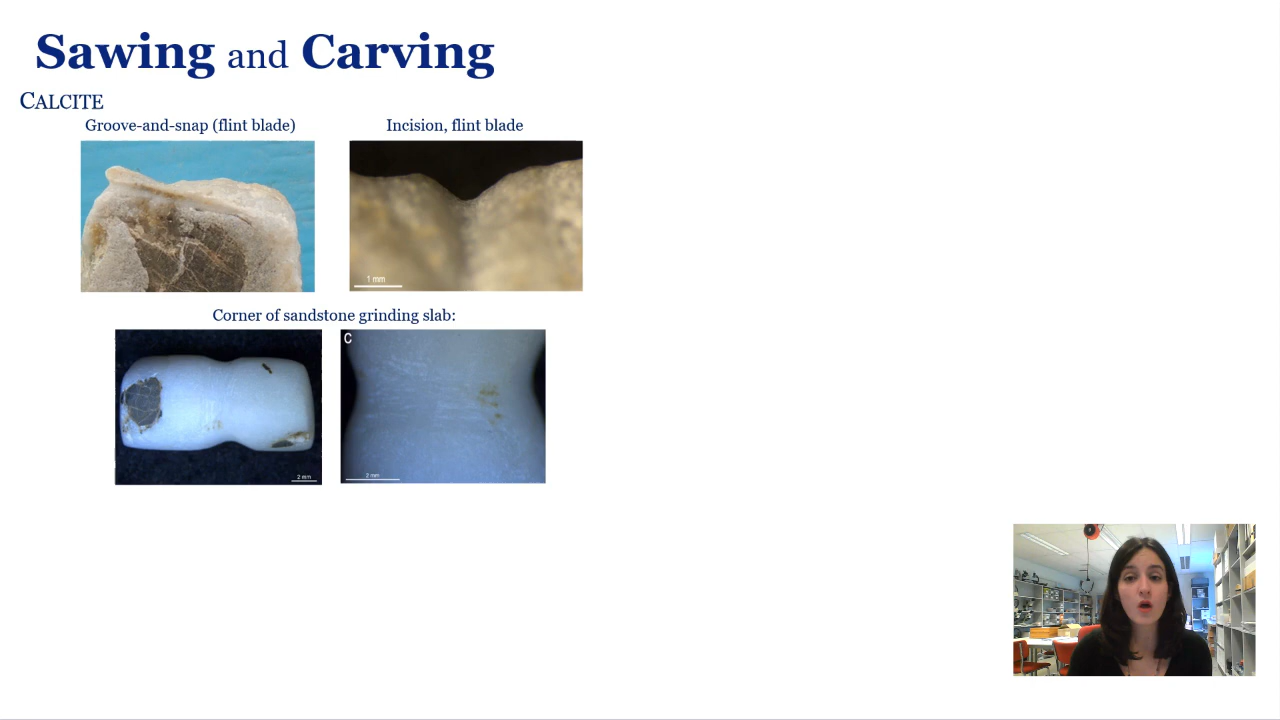 Sawing and Carving
CALCITE
Groove-and-snap (flint blade)
Incision, flint blade
1 mm
Corner of sandstone grinding slab:
2 mm
C
2 mm